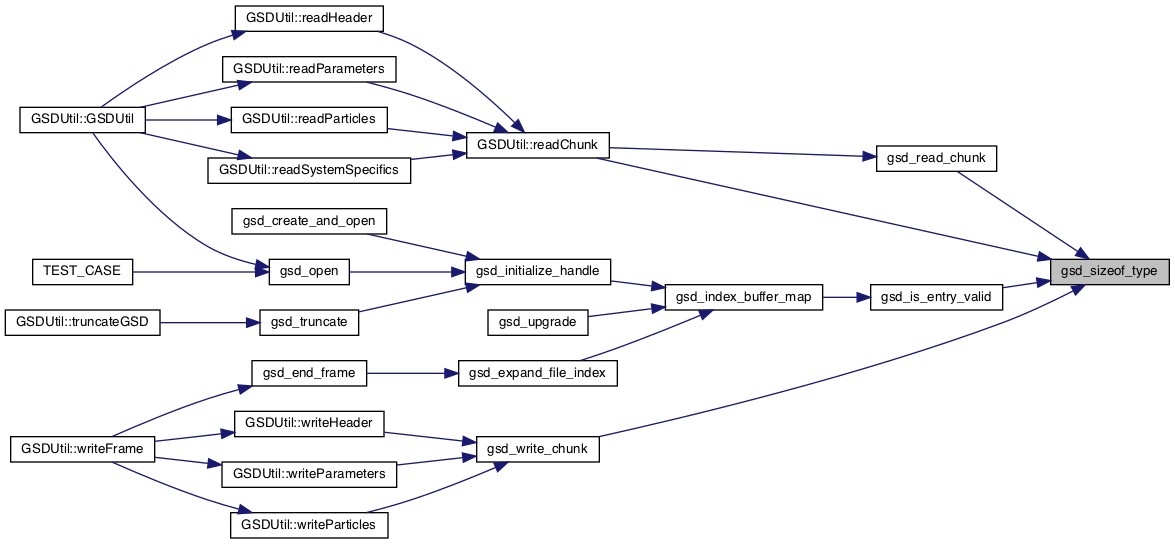 GSDUtil::readHeader
GSDUtil::readParameters
GSDUtil::GSDUtil
GSDUtil::readParticles
GSDUtil::readChunk
gsd_read_chunk
GSDUtil::readSystemSpecifics
gsd_create_and_open
TEST_CASE
gsd_open
gsd_initialize_handle
gsd_sizeof_type
gsd_index_buffer_map
gsd_is_entry_valid
GSDUtil::truncateGSD
gsd_truncate
gsd_upgrade
gsd_end_frame
gsd_expand_file_index
GSDUtil::writeHeader
GSDUtil::writeFrame
gsd_write_chunk
GSDUtil::writeParameters
GSDUtil::writeParticles